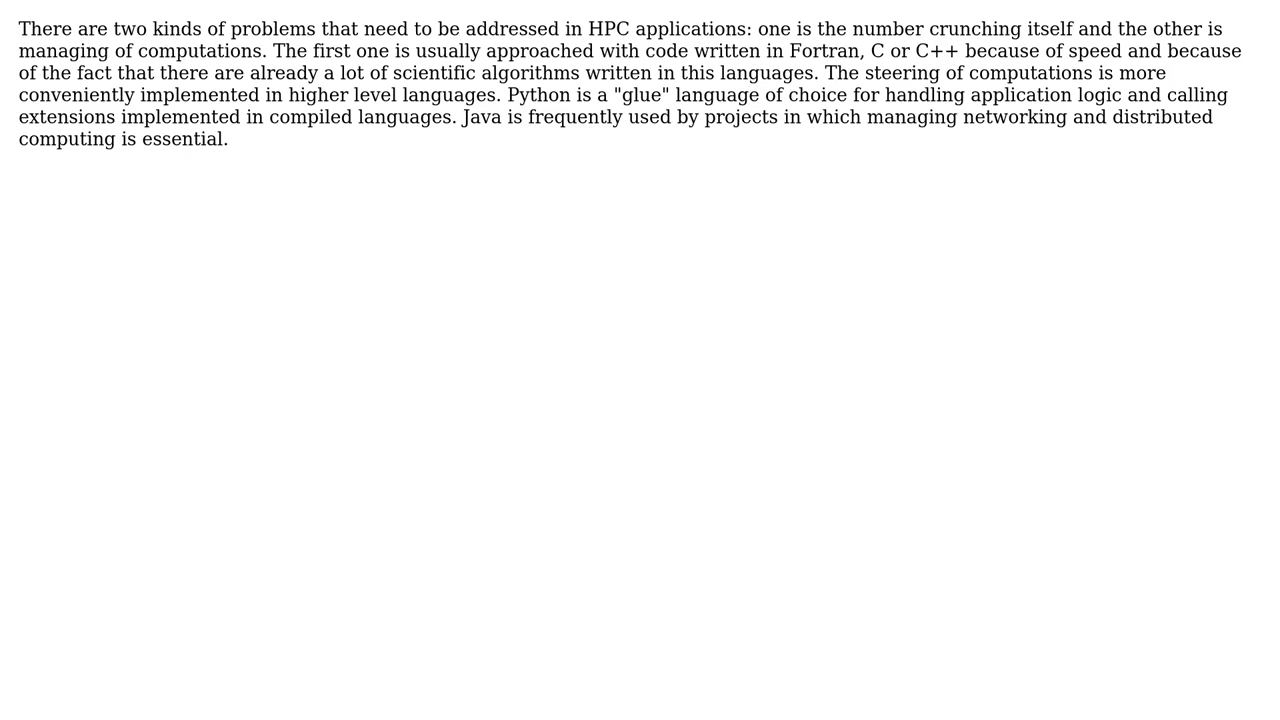 There are two kinds of problems that need to be addressed in HPC applications: one is the number crunching itself and the other is
managing of computations. The first one is usually approached with code written in Fortran, C or C++ because of speed and because
of the fact that there are already a lot of scientific algorithms written in this languages. The steering of computations is more
conveniently implemented in higher level languages. Python is a "glue" language of choice for handling application logic and calling
extensions implemented in compiled languages. Java is frequently used by projects in which managing networking and distributed
computing is essential.